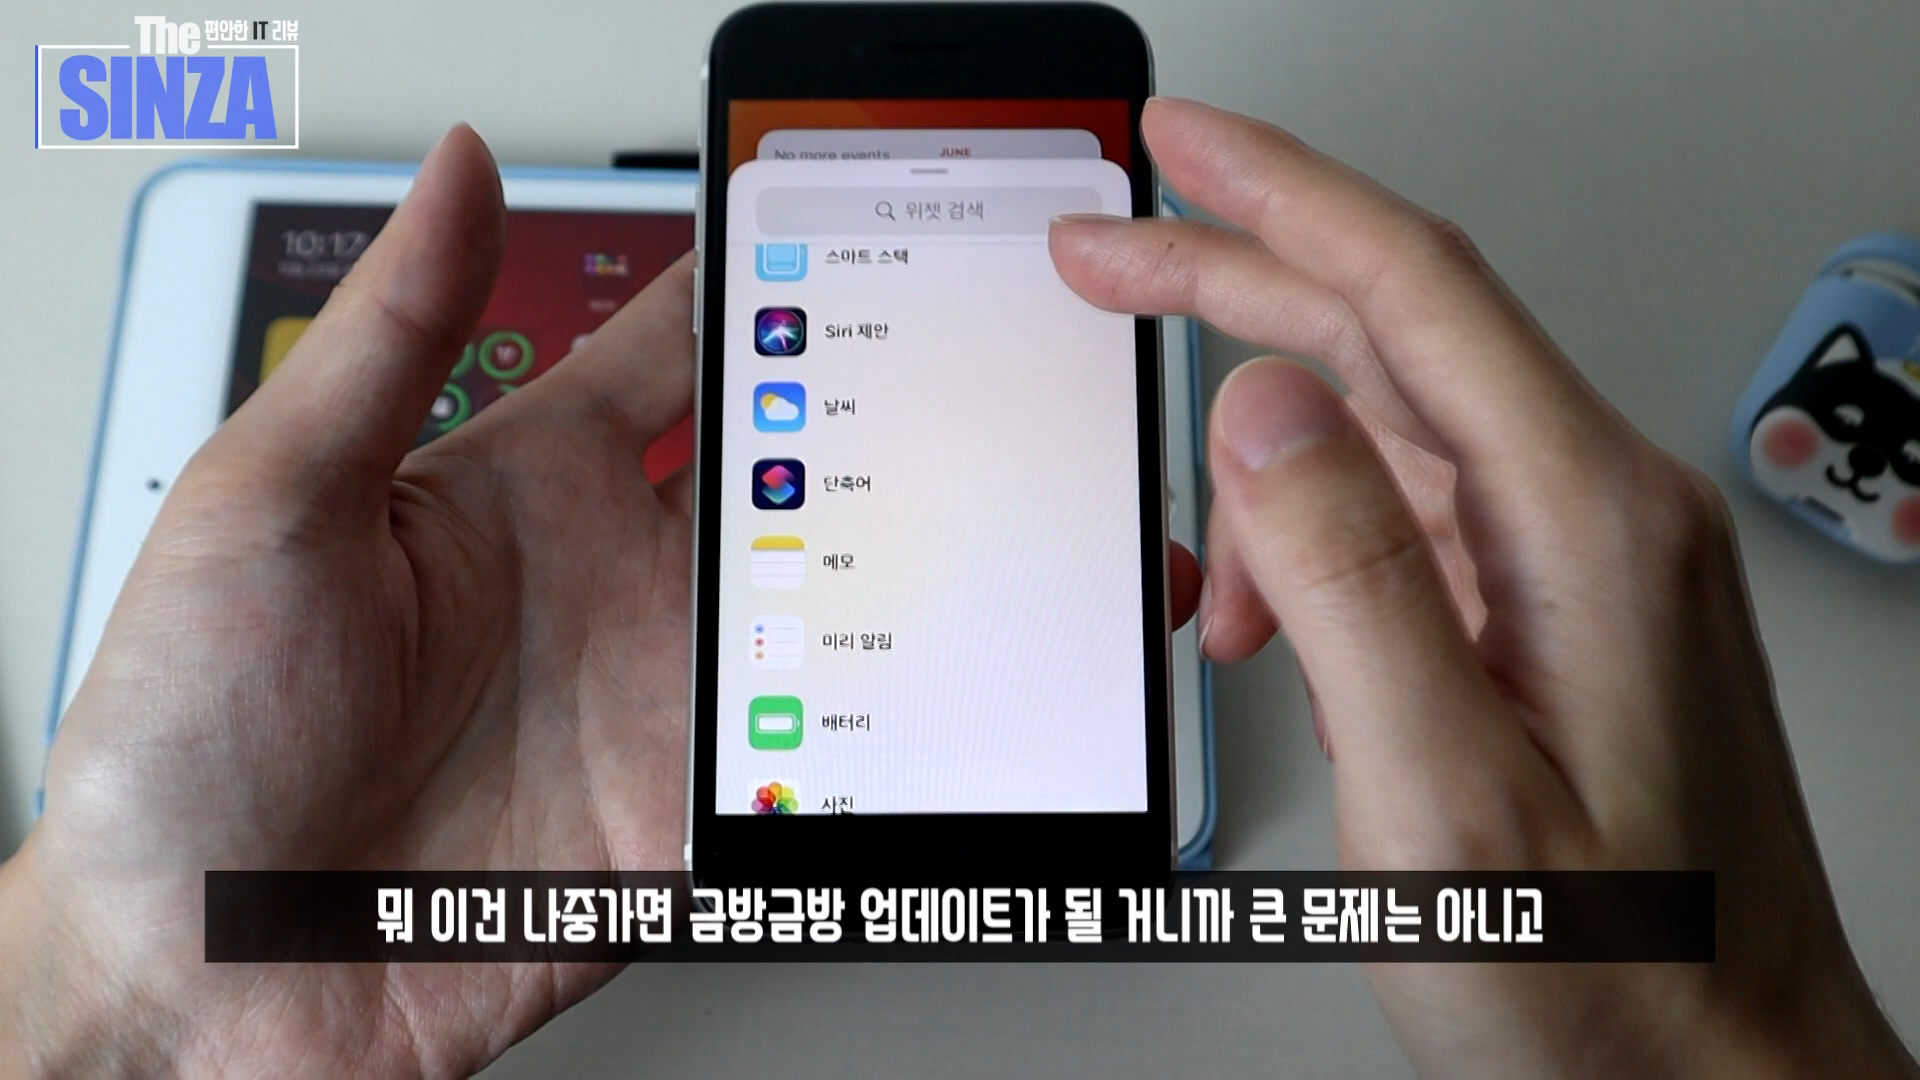 The 편안한 IT 리뷰
SINZA
No more events
JUNE
위젯 검색
스마트 스택
Siri 제안
날씨
단축어
메모
미리 알림
배터리
사진
10:17
뭐 이건 나중가면 금방금방 업데이트가 될 거니까 큰 문제는 아니고